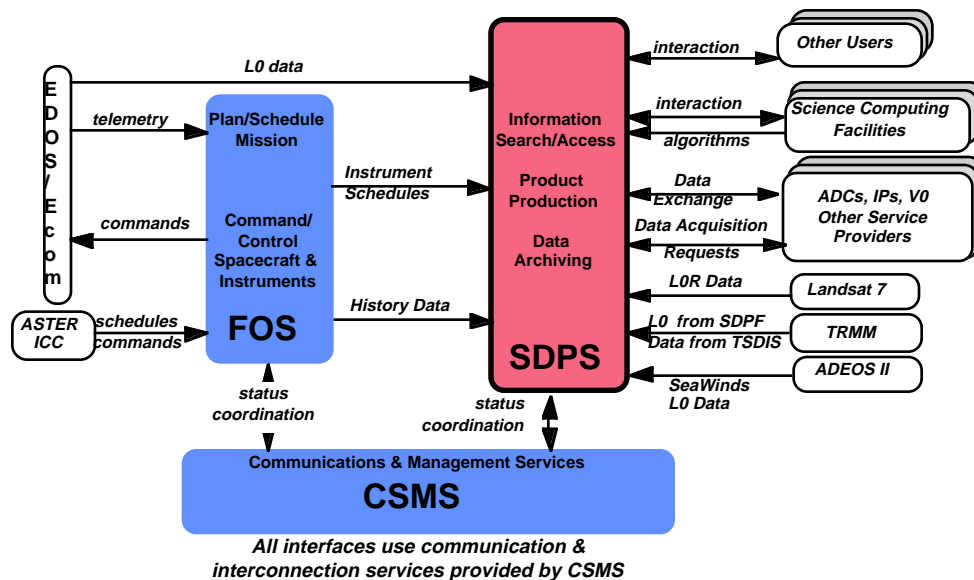 EDOS/Ecom
L0 data
telemetry
commands
ASTER
ICC
schedules
commands
Plan/Schedule
Mission
Command/
Control
Spacecraft &
Instruments
FOS
Instrument
Schedules
History Data
Information
Search/Access
Product
Production
Data
Archiving
SDPS
interaction
Other Users
interaction
algorithms
Science Computing
Facilities
Data
Exchange
Data Acquisition
Requests
ADCs, IPs, V0
Other Service
Providers
L0R Data
Landsat 7
L0 from SDPF
Data from TSDIS
TRMM
SeaWinds
L0 Data
ADEOS II
status
coordination
status
coordination
Communications & Management Services
CSMS
All interfaces use communication &
interconnection services provided by CSMS